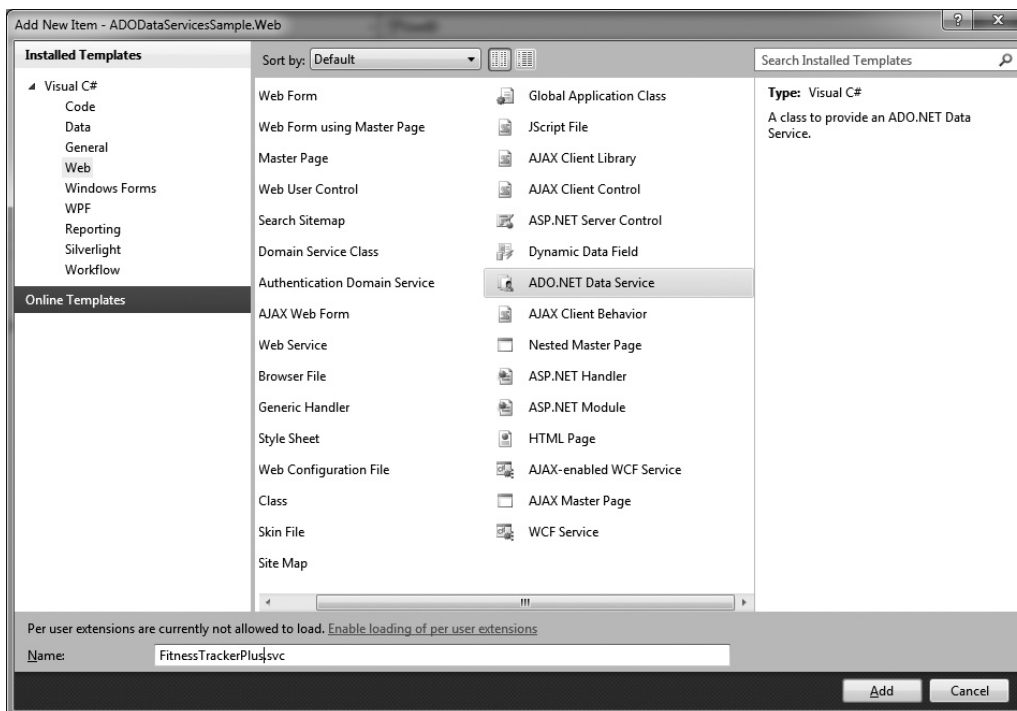 Add New Item - ADODataServicesSample.Web
Installed Templates
Visual C#
Code
Data
General
Web
Windows Forms
WPF
Reporting
Silverlight
Workflow
Online Templates
Sort by: Default
Web Form
Web Form using Master Page
Master Page
Web User Control
Search Sitemap
Domain Service Class
Authentication Domain Service
AJAX Web Form
Web Service
Browser File
Generic Handler
Style Sheet
Web Configuration File
Class
Skin File
Site Map
Global Application Class
JScript File
AJAX Client Library
AJAX Client Control
ASP.NET Server Control
Dynamic Data Field
ADO.NET Data Service
AJAX Client Behavior
Nested Master Page
ASP.NET Handler
ASP.NET Module
HTML Page
AJAX-enabled WCF Service
AJAX Master Page
WCF Service
Search Installed Templates
Type: Visual C#
A class to provide an ADO.NET Data
Service.
Per user extensions are currently not allowed to load. Enable loading of per user extensions
Name: FitnessTrackerPlus.svc
Add Cancel